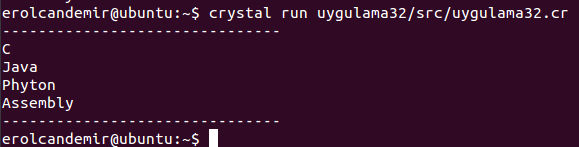 erolcandemir@ubuntu:~$ crystal run uygulama32/src/uygulama32.cr
-------------------------------
C
Java
Phyton
Assembly
-------------------------------
erolcandemir@ubuntu:~$